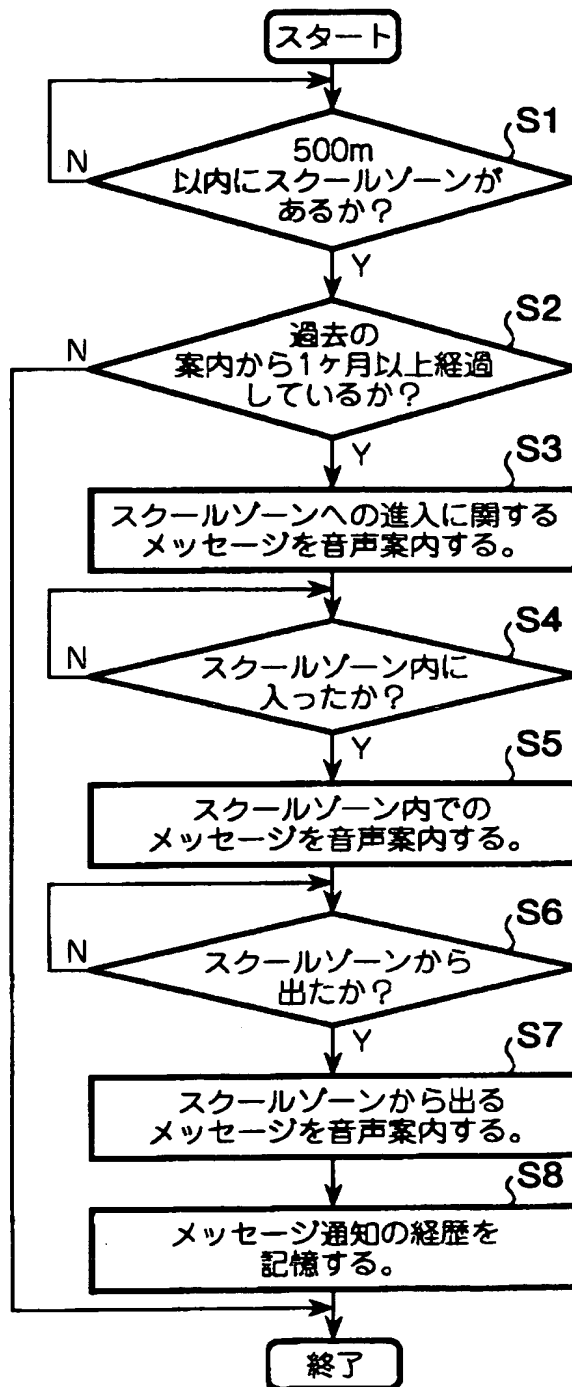 スタート
S1
500m
以内にスクールゾーンが
あるか？
N
Y
S2
過去の
案内から1ヶ月以上経過
しているか？
N
Y
S3
スクールゾーンへの進入に関する
メッセージを音声案内する。
S4
スクールゾーン内に
入ったか？
N
Y
S5
スクールゾーン内での
メッセージを音声案内する。
S6
スクールゾーンから
出たか？
N
Y
S7
スクールゾーンから出る
メッセージを音声案内する。
S8
メッセージ通知の経歴を
記憶する。
終了